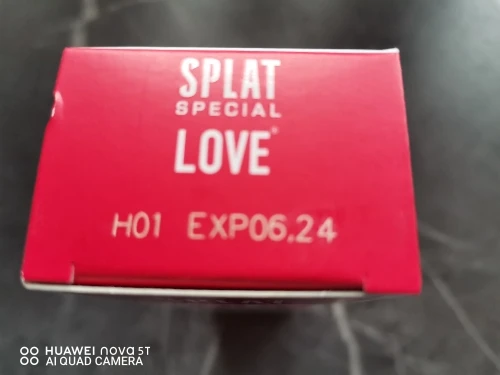 SPLAT
SPECIAL
LOVE®
H01 EXP06.24
HUAWEI nova 5T
AI QUAD CAMERA